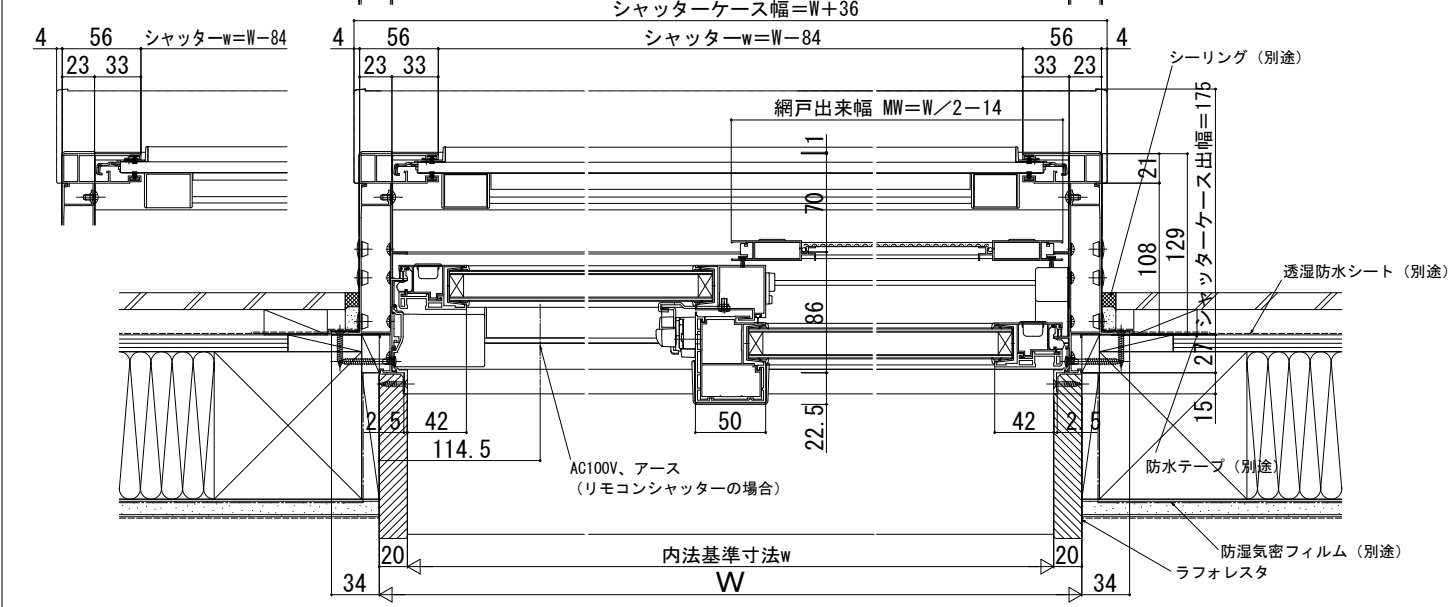 シャッターケース幅=W+36
4 56 シャッターw=W-84 4 56 シャッターw=W-84 56 4
23 33 23 33 33 23
シーリング(別途)
網戸出来幅 MW=W/2-14
シャッターケース出幅=175
1
21
70
108
129
透湿防水シート(別途)
86
27
15
2.5 42 50 42 2.5
22.5
114.5
AC100V、アース
(リモコンシャッターの場合)
防水テープ(別途)
20 内法基準寸法w 20
防湿気密フィルム(別途)
ラフォレスタ
34 W 34